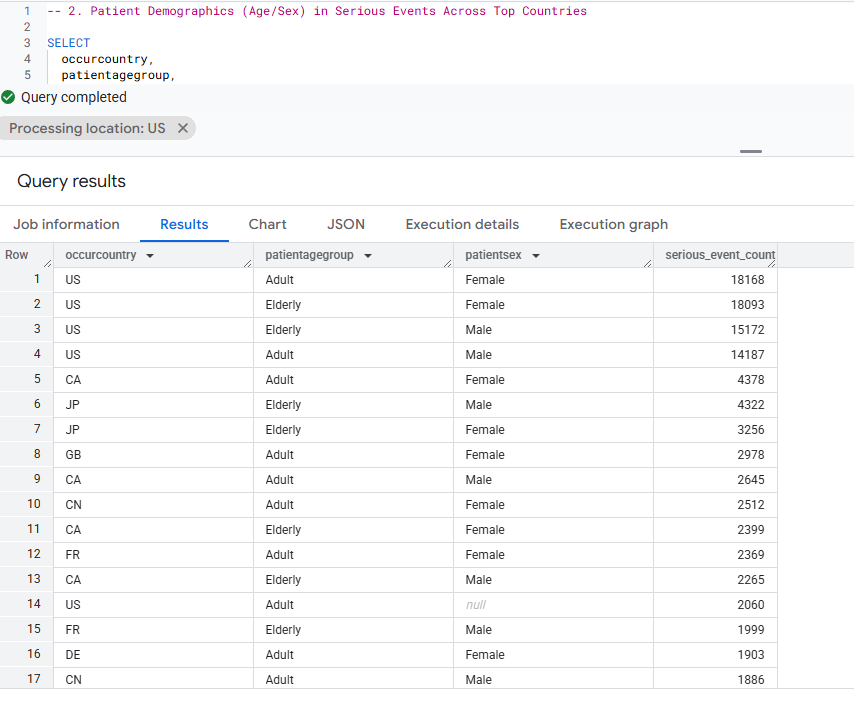 1 -- 2. Patient Demographics (Age/Sex) in Serious Events Across Top Countries
2
3 SELECT
4 occurcountry,
5 patientagegroup,
Query completed
Processing location: US
Query results
Job information Results Chart JSON Execution details Execution graph
Row occurcountry patientagegroup patientsex serious_event_count
1 US Adult Female 18168
2 US Elderly Female 18093
3 US Elderly Male 15172
4 US Adult Male 14187
5 CA Adult Female 4378
6 JP Elderly Male 4322
7 JP Elderly Female 3256
8 GB Adult Female 2978
9 CA Adult Male 2645
10 CN Adult Female 2512
11 CA Elderly Female 2399
12 FR Adult Female 2369
13 CA Elderly Male 2265
14 US Adult null 2060
15 FR Elderly Male 1999
16 DE Adult Female 1903
17 CN Adult Male 1886